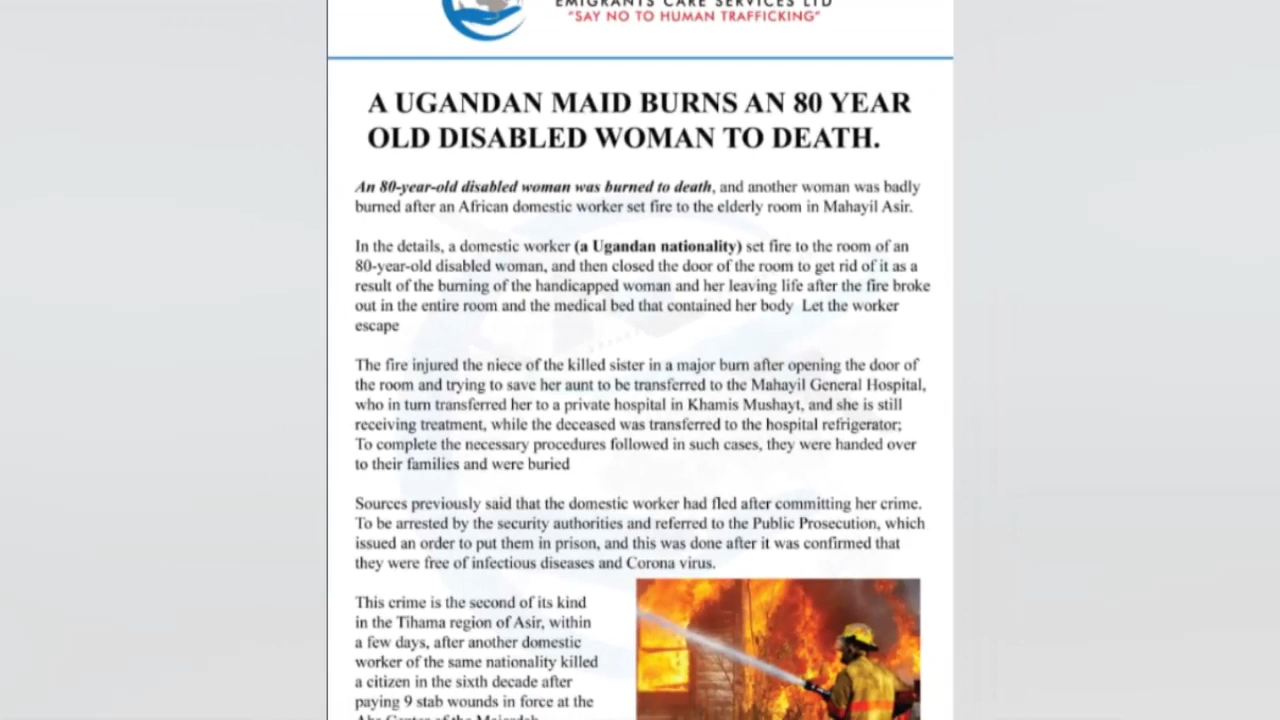 EMIGRANTS CARE SERVICES LTD
"SAY NO TO HUMAN TRAFFICKING"
A UGANDAN MAID BURNS AN 80 YEAR
OLD DISABLED WOMAN TO DEATH.
An 80-year-old disabled woman was burned to death, and another woman was badly
burned after an African domestic worker set fire to the elderly room in Mahayil Asir.
In the details, a domestic worker (a Ugandan nationality) set fire to the room of an
80-year-old disabled woman, and then closed the door of the room to get rid of it as a
result of the burning of the handicapped woman and her leaving life after the fire broke
out in the entire room and the medical bed that contained her body Let the worker
escape
The fire injured the niece of the killed sister in a major burn after opening the door of
the room and trying to save her aunt to be transferred to the Mahayil General Hospital,
who in turn transferred her to a private hospital in Khamis Mushayt, and she is still
receiving treatment, while the deceased was transferred to the hospital refrigerator;
To complete the necessary procedures followed in such cases, they were handed over
to their families and were buried
Sources previously said that the domestic worker had fled after committing her crime.
To be arrested by the security authorities and referred to the Public Prosecution, which
issued an order to put them in prison, and this was done after it was confirmed that
they were free of infectious diseases and Corona virus.
This crime is the second of its kind
in the Tihama region of Asir, within
a few days, after another domestic
worker of the same nationality killed
a citizen in the sixth decade after
paying 9 stab wounds in force at the